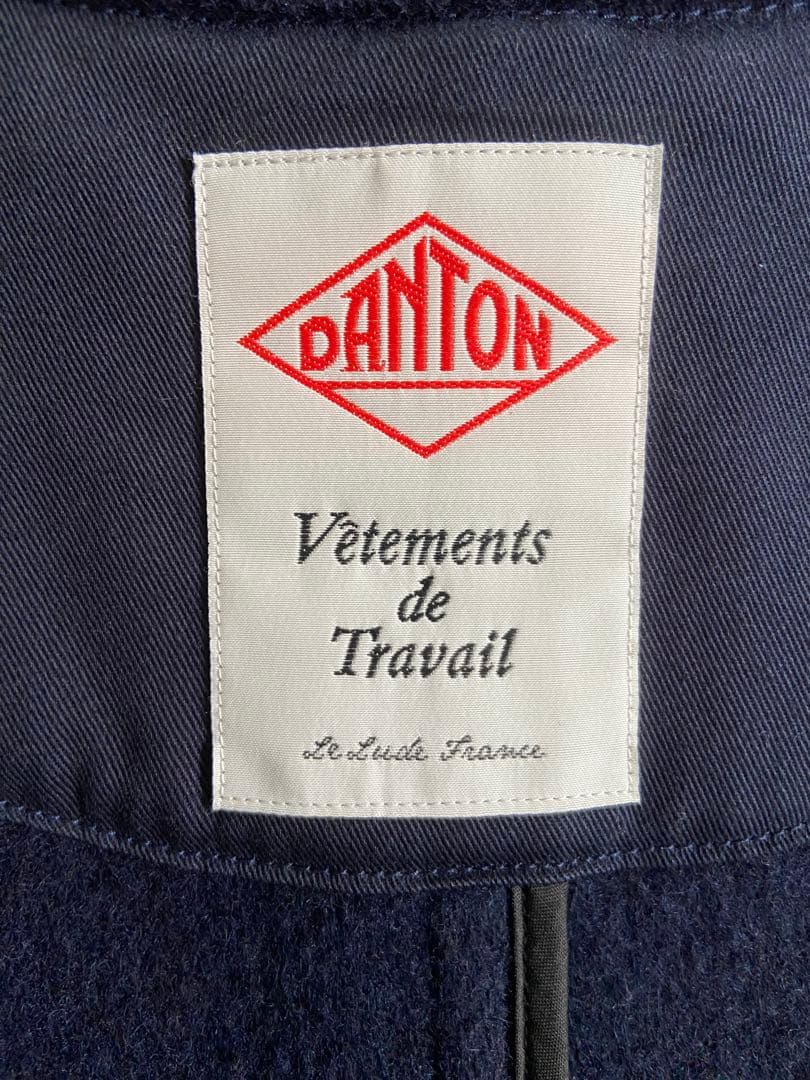 DANTON
Vêtements
de
Travail
Le Lude France